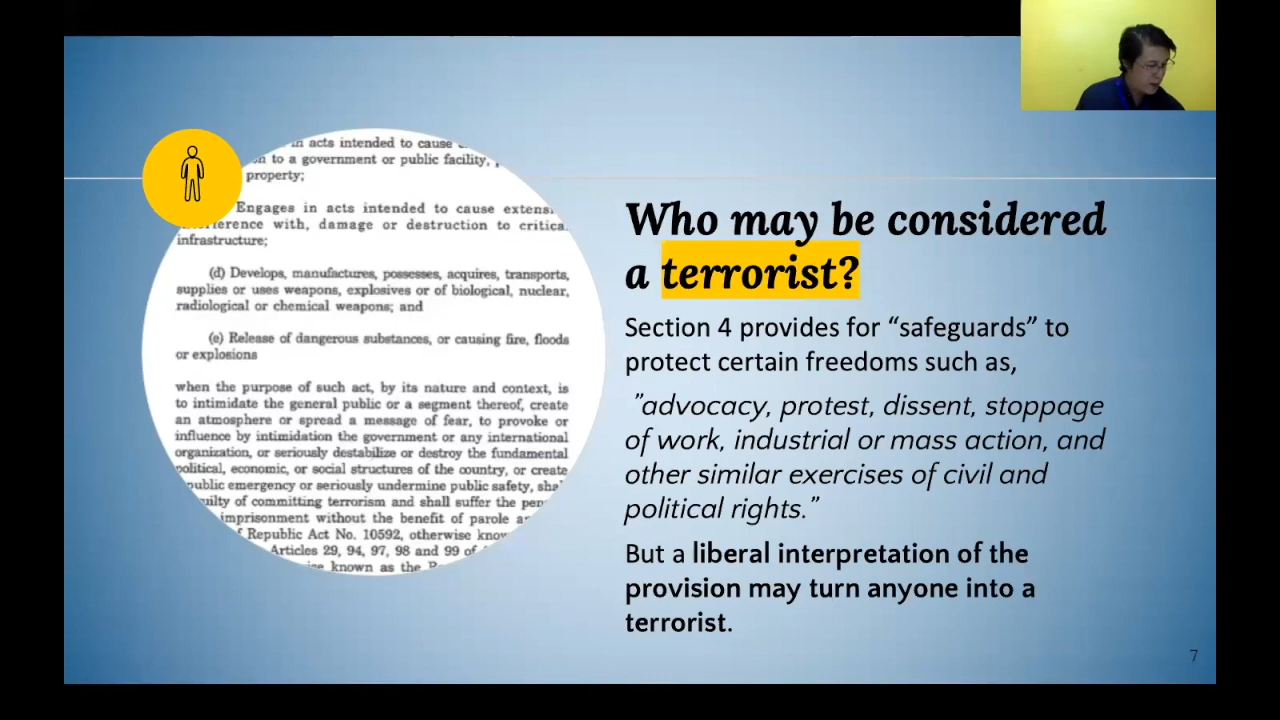 in acts intended to cause
to a government or public facility,
property;
Engages in acts intended to cause
with, damage or destruction to
infrastructure;
(d) Develops, manufactures, possesses, acquires, transports,
supplies or uses weapons, explosives or of biological, nuclear,
radiological or chemical weapons; and
(e) Release of dangerous substances, or causing fire, floods
or explosions
when the purpose of such act, by its nature and context, is
to intimidate the general public or a segment thereof, create
an atmosphere or spread a message of fear, to provoke or
influence by intimidation the government or any international
organization, or seriously destabilize or destroy the fundamental
political, economic, or social structures of the country, or create
public emergency or seriously undermine public safety,
of committing terrorism and shall suffer the
imprisonment without the benefit of parole
Republic Act No. 10592, otherwise
Articles 29, 94, 97, 98 and 99 of
known as the
Who may be considered
a terrorist?
Section 4 provides for “safeguards” to
protect certain freedoms such as,
”advocacy, protest, dissent, stoppage
of work, industrial or mass action, and
other similar exercises of civil and
political rights.”
But a liberal interpretation of the
provision may turn anyone into a
terrorist.
7